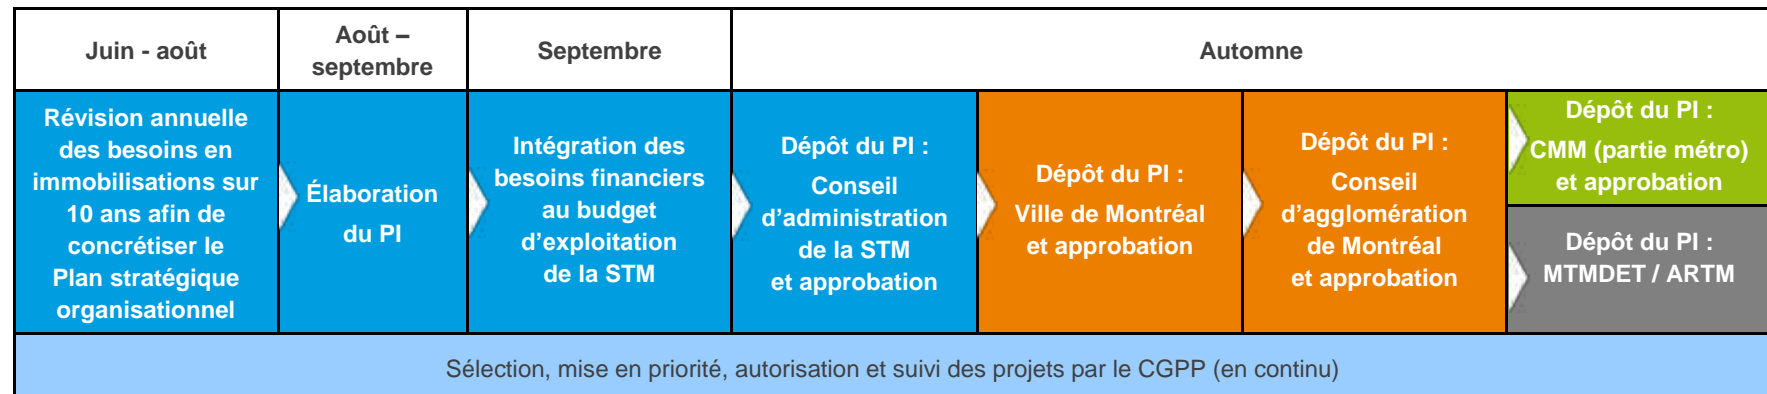 Juin - août
Août –
septembre
Septembre
Automne
Révision annuelle
des besoins en
immobilisations sur
10 ans afin de
concrétiser le
Plan stratégique
organisationnel
Élaboration
du PI
Intégration des
besoins financiers
au budget
d’exploitation
de la STM
Dépôt du PI :
Conseil
d’administration
de la STM
et approbation
Dépôt du PI :
Ville de Montréal
et approbation
Dépôt du PI :
Conseil
d’agglomération
de Montréal
et approbation
Dépôt du PI :
CMM (partie métro)
et approbation
Dépôt du PI :
MTMDET / ARTM
Sélection, mise en priorité, autorisation et suivi des projets par le CGPP (en continu)